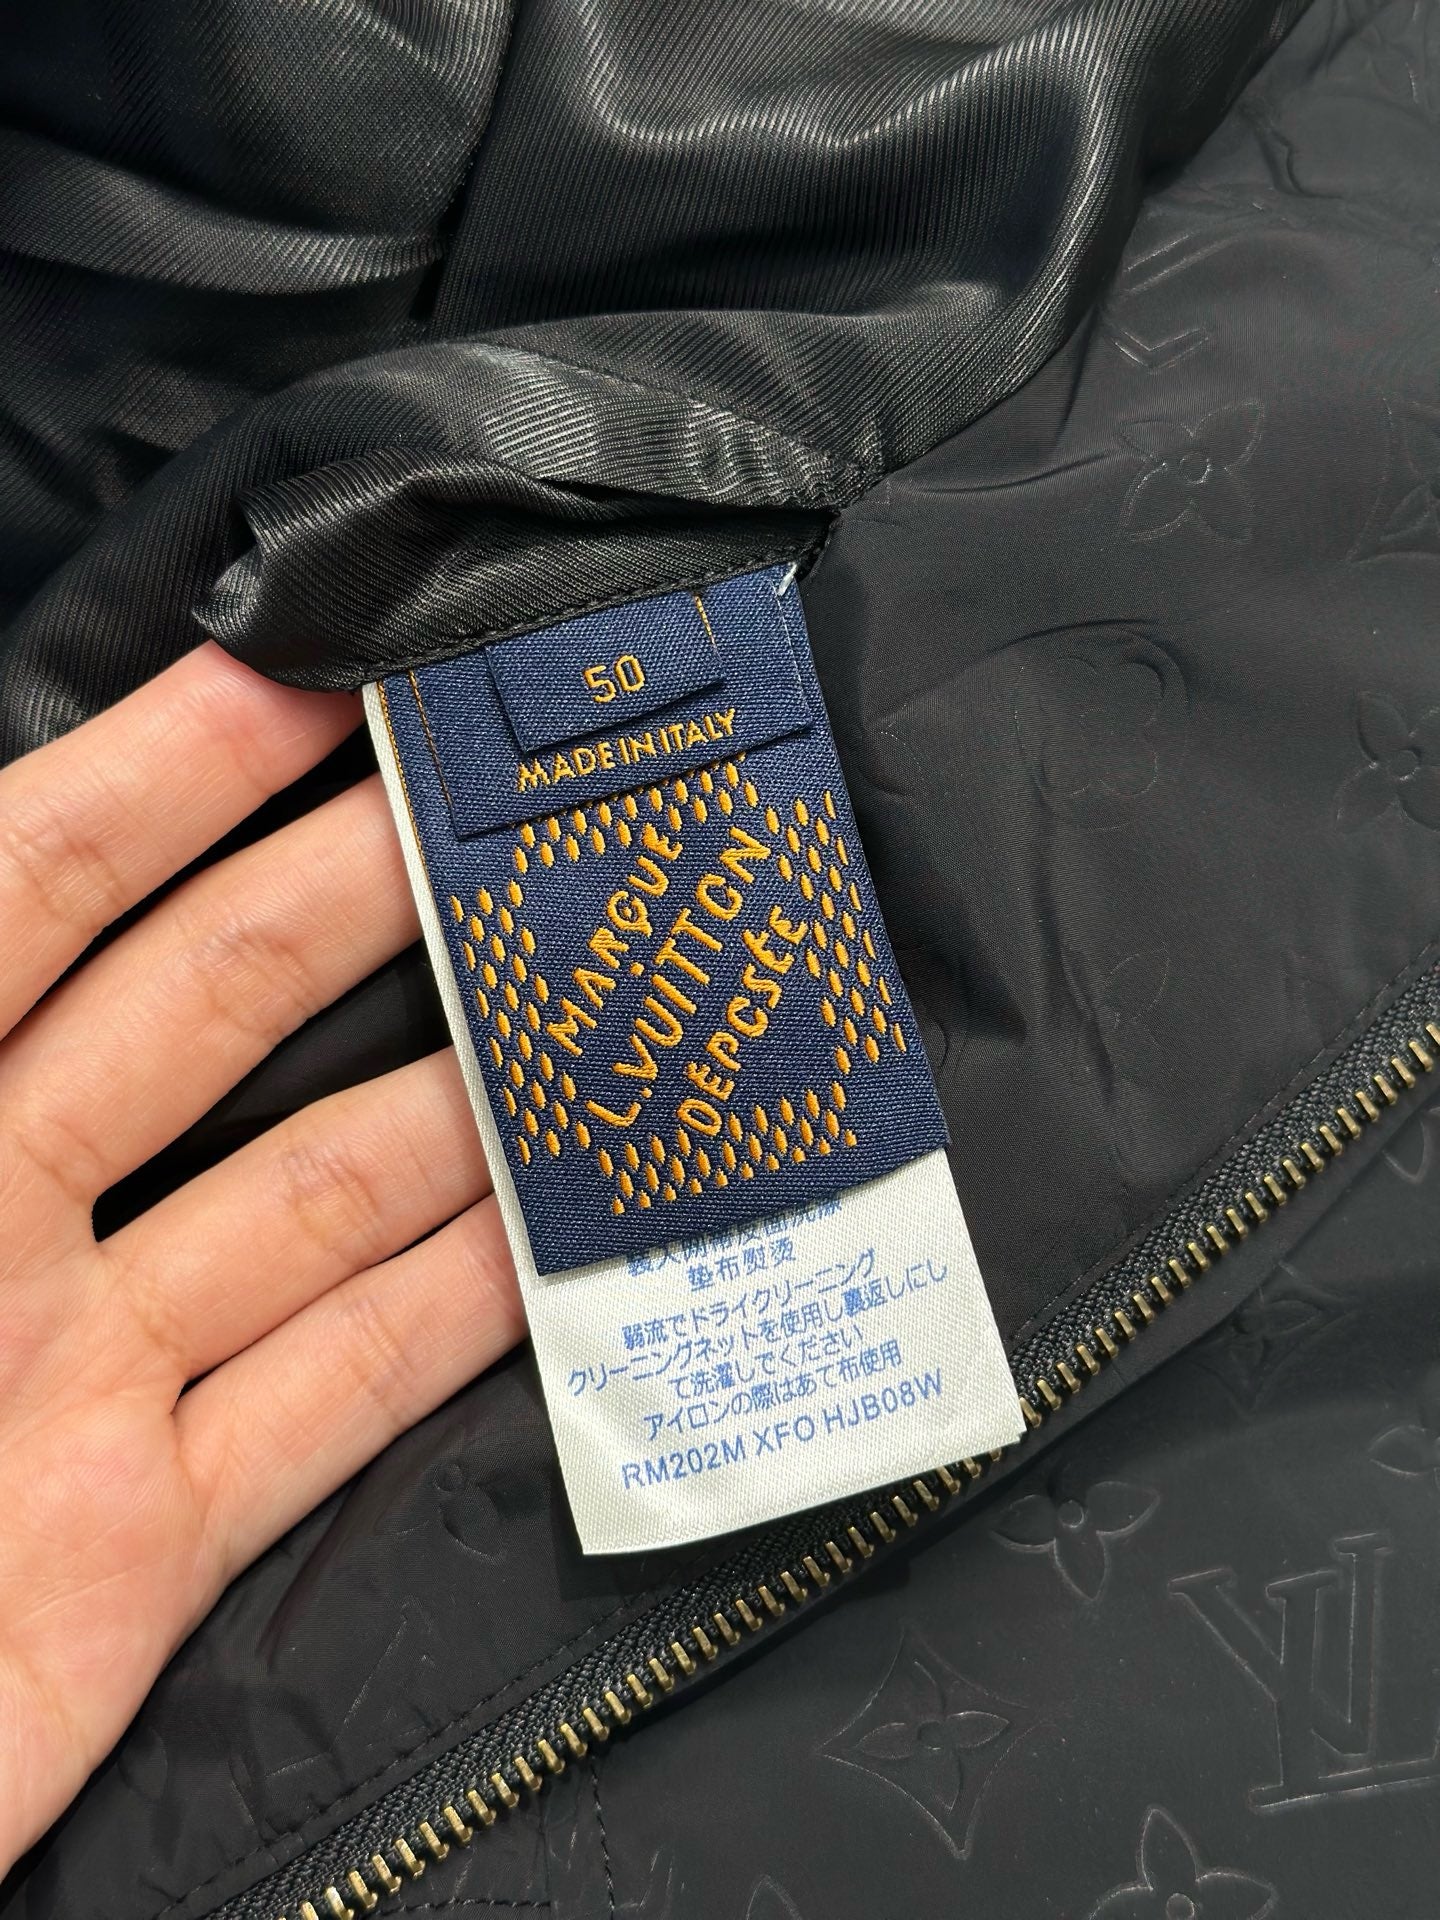 50
MADE IN ITALY
MARQUE
L.VUITTON
DÉPOSÉE
垫布熨烫
弱流でドライクリーニング
クリーニングネットを使用し裏返しにし
て洗濯してください
アイロンの際はあて布使用
RM202M XFO HJB08W
LV